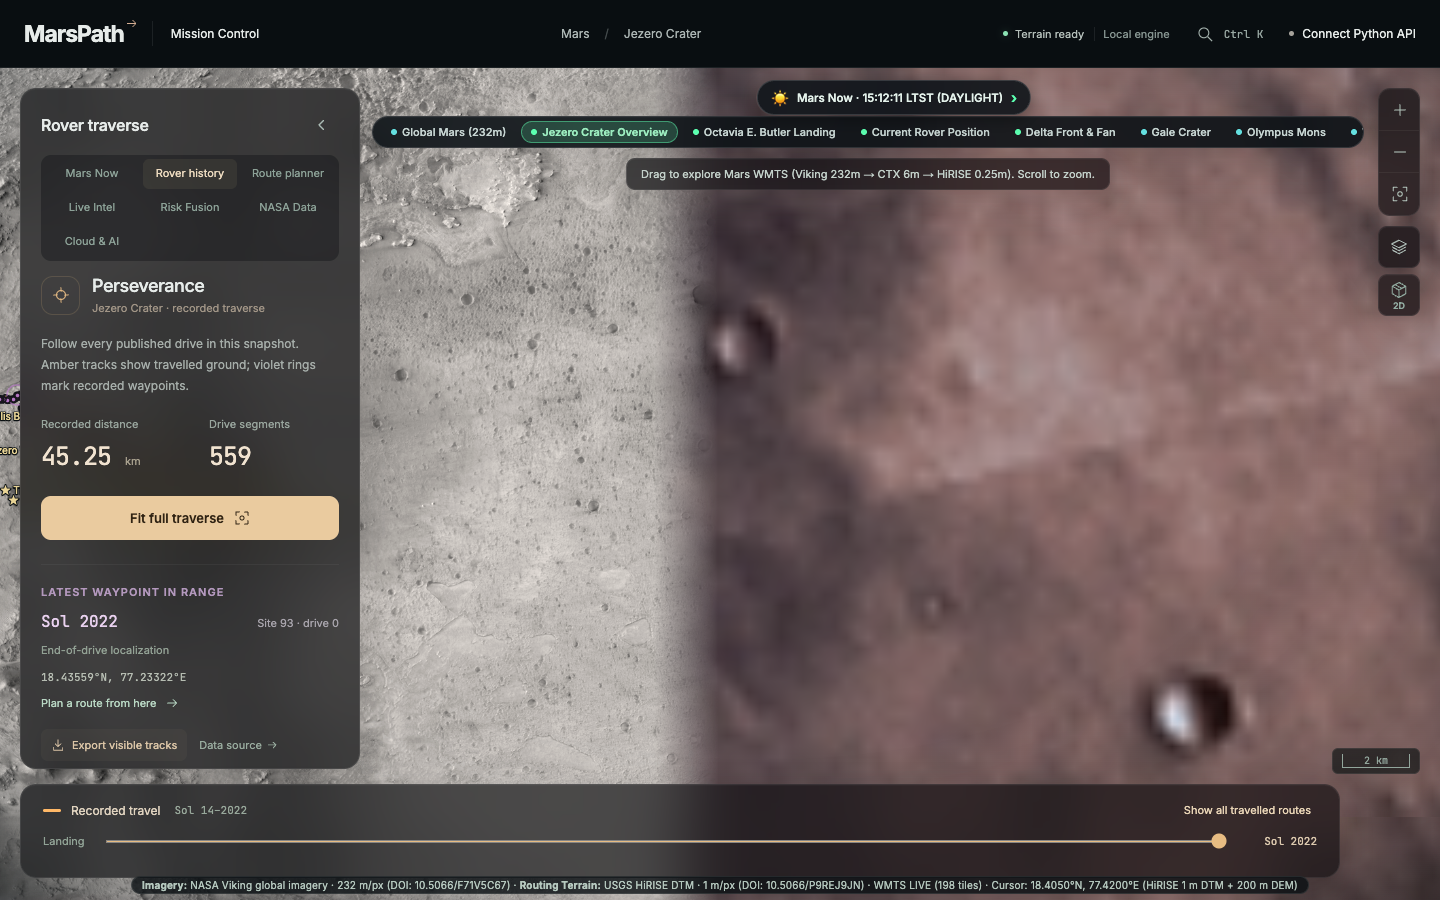 MarsPath → Mission Control Mars / Jezero Crater Terrain ready Local engine Ctrl K Connect Python API
Mars Now · 15:12:11 LTST (DAYLIGHT) ›
Global Mars (232m) Jezero Crater Overview Octavia E. Butler Landing Current Rover Position Delta Front & Fan Gale Crater Olympus Mons
Drag to explore Mars WMTS (Viking 232m → CTX 6m → HiRISE 0.25m). Scroll to zoom.
2D
Rover traverse
Mars Now Rover history Route planner
Live Intel Risk Fusion NASA Data
Cloud & AI
Perseverance
Jezero Crater · recorded traverse
Follow every published drive in this snapshot.
Amber tracks show travelled ground; violet rings
mark recorded waypoints.
Recorded distance Drive segments
45.25 km 559
Fit full traverse
LATEST WAYPOINT IN RANGE
Sol 2022 Site 93 · drive 0
End-of-drive localization
18.43559°N, 77.23322°E
Plan a route from here →
Export visible tracks Data source →
lis B
zero
T
2 km
Recorded travel Sol 14–2022 Show all travelled routes
Landing Sol 2022
Imagery: NASA Viking global imagery · 232 m/px (DOI: 10.5066/F71V5C67) · Routing Terrain: USGS HiRISE DTM · 1 m/px (DOI: 10.5066/P9REJ9JN) · WMTS LIVE (198 tiles) · Cursor: 18.4050°N, 77.4200°E (HiRISE 1 m DTM + 200 m DEM)